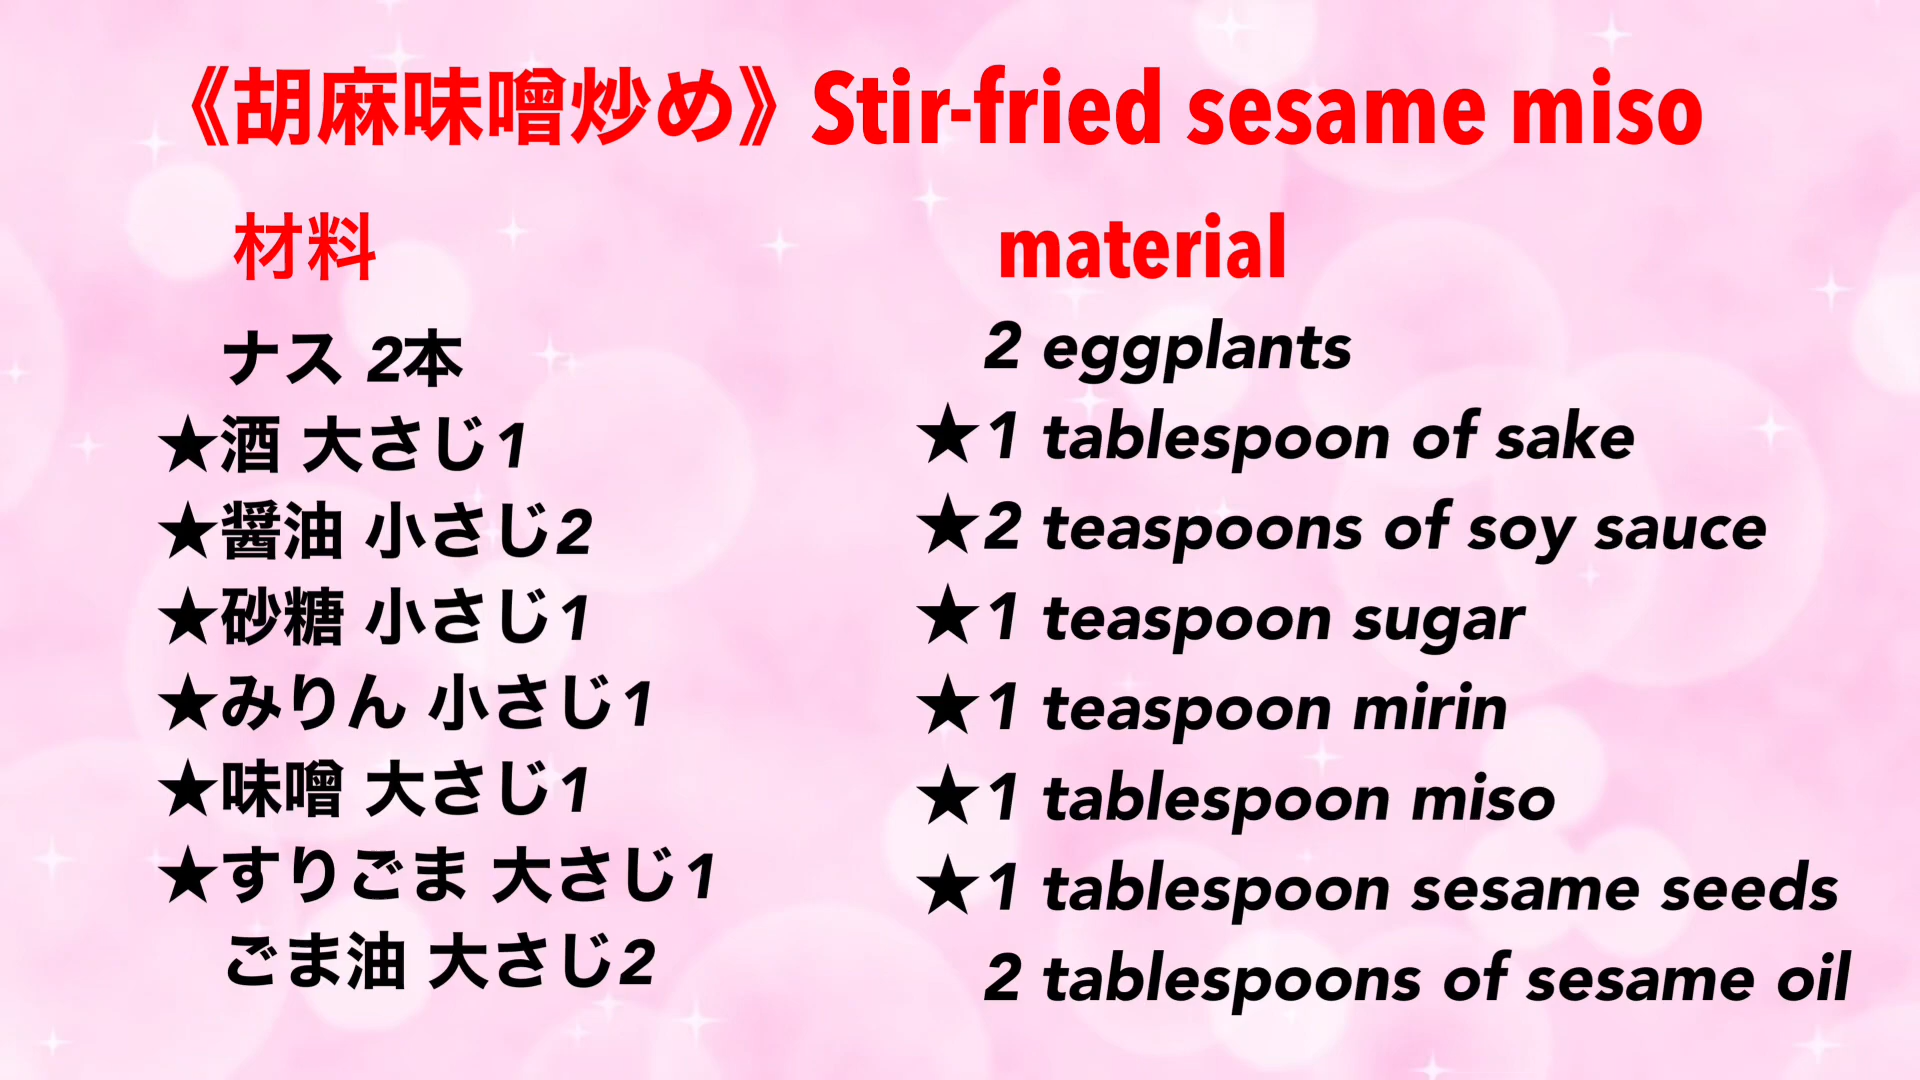 《胡麻味噌炒め》Stir-fried sesame miso
材料
ナス 2本
★酒 大さじ1
★醤油 小さじ2
★砂糖 小さじ1
★みりん 小さじ1
★味噌 大さじ1
★すりごま 大さじ1
ごま油 大さじ2
material
2 eggplants
★1 tablespoon of sake
★2 teaspoons of soy sauce
★1 teaspoon sugar
★1 teaspoon mirin
★1 tablespoon miso
★1 tablespoon sesame seeds
2 tablespoons of sesame oil